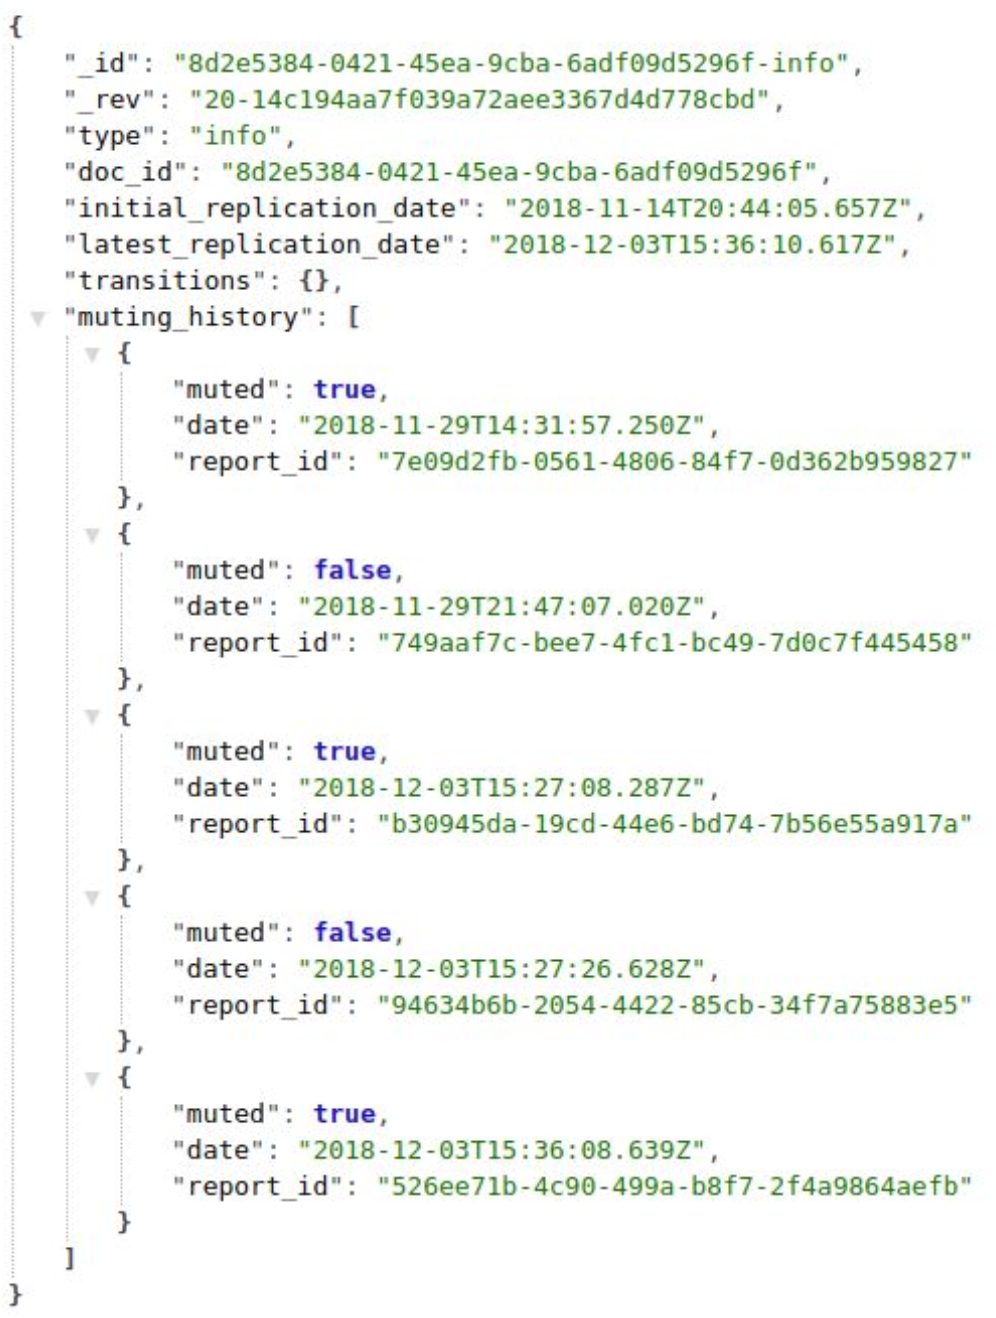 {
"_id": "8d2e5384-0421-45ea-9cba-6adf09d5296f-info",
"_rev": "20-14c194aa7f039a72aee3367d4d778cbd",
"type": "info",
"doc_id": "8d2e5384-0421-45ea-9cba-6adf09d5296f",
"initial_replication_date": "2018-11-14T20:44:05.657Z",
"latest_replication_date": "2018-12-03T15:36:10.617Z",
"transitions": {},
"muting_history": [
{
"muted": true,
"date": "2018-11-29T14:31:57.250Z",
"report_id": "7e09d2fb-0561-4806-84f7-0d362b959827"
},
{
"muted": false,
"date": "2018-11-29T21:47:07.020Z",
"report_id": "749aaf7c-bee7-4fc1-bc49-7d0c7f445458"
},
{
"muted": true,
"date": "2018-12-03T15:27:08.287Z",
"report_id": "b30945da-19cd-44e6-bd74-7b56e55a917a"
},
{
"muted": false,
"date": "2018-12-03T15:27:26.628Z",
"report_id": "94634b6b-2054-4422-85cb-34f7a75883e5"
},
{
"muted": true,
"date": "2018-12-03T15:36:08.639Z",
"report_id": "526ee71b-4c90-499a-b8f7-2f4a9864aefb"
}
]
}